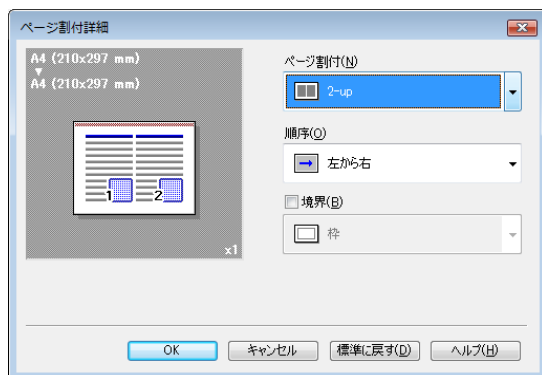 ページ割付詳細
A4 (210x297 mm)
A4 (210x297 mm)
1 2
x1
ページ割付(N)
2-up
順序(O)
左から右
境界(B)
枠
OK キャンセル 標準に戻す(D) ヘルプ(H)